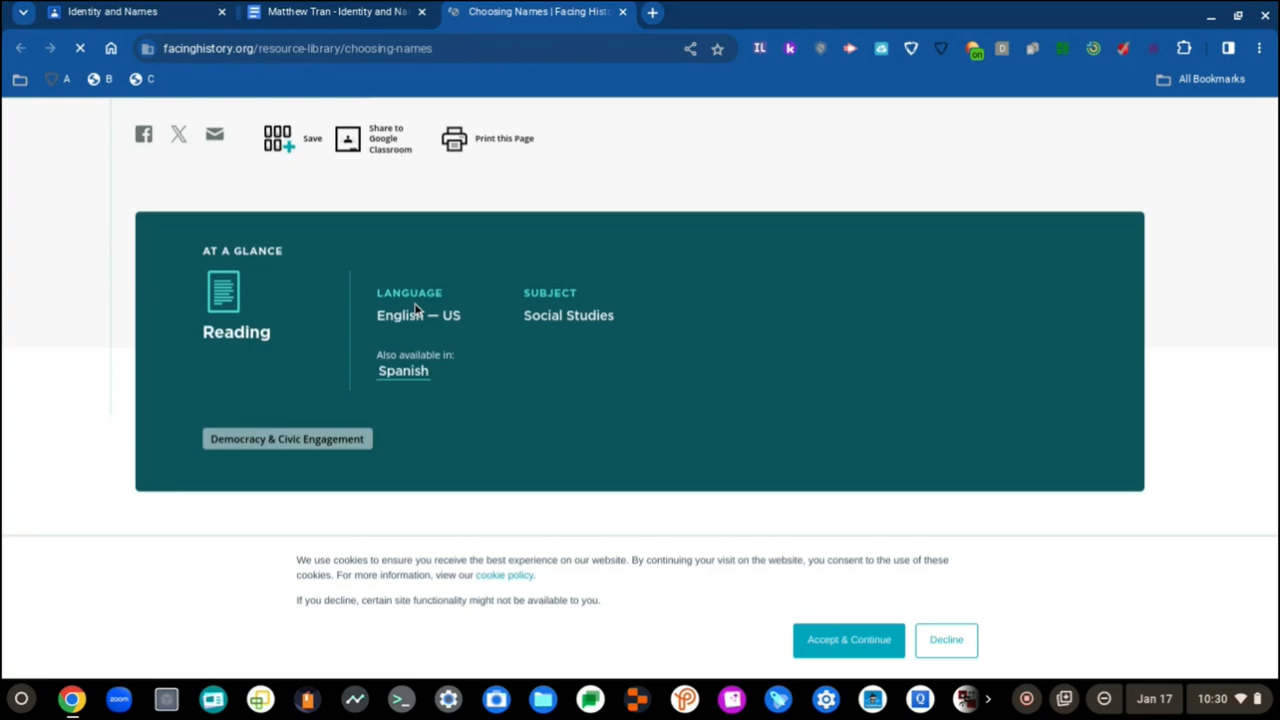 Identity and Names
Matthew Tran - Identity and Na
Choosing Names | Facing Hist
facinghistory.org/resource-library/choosing-names
IL
k
D
on
A
B
C
All Bookmarks
Save
Share to
Google
Classroom
Print this Page
AT A GLANCE
Reading
LANGUAGE
English – US
Also available in:
Spanish
SUBJECT
Social Studies
Democracy & Civic Engagement
We use cookies to ensure you receive the best experience on our website. By continuing your visit on the website, you consent to the use of these
cookies. For more information, view our cookie policy.
If you decline, certain site functionality might not be available to you.
Accept & Continue
Decline
zoom
Q
Jan 17
10:30